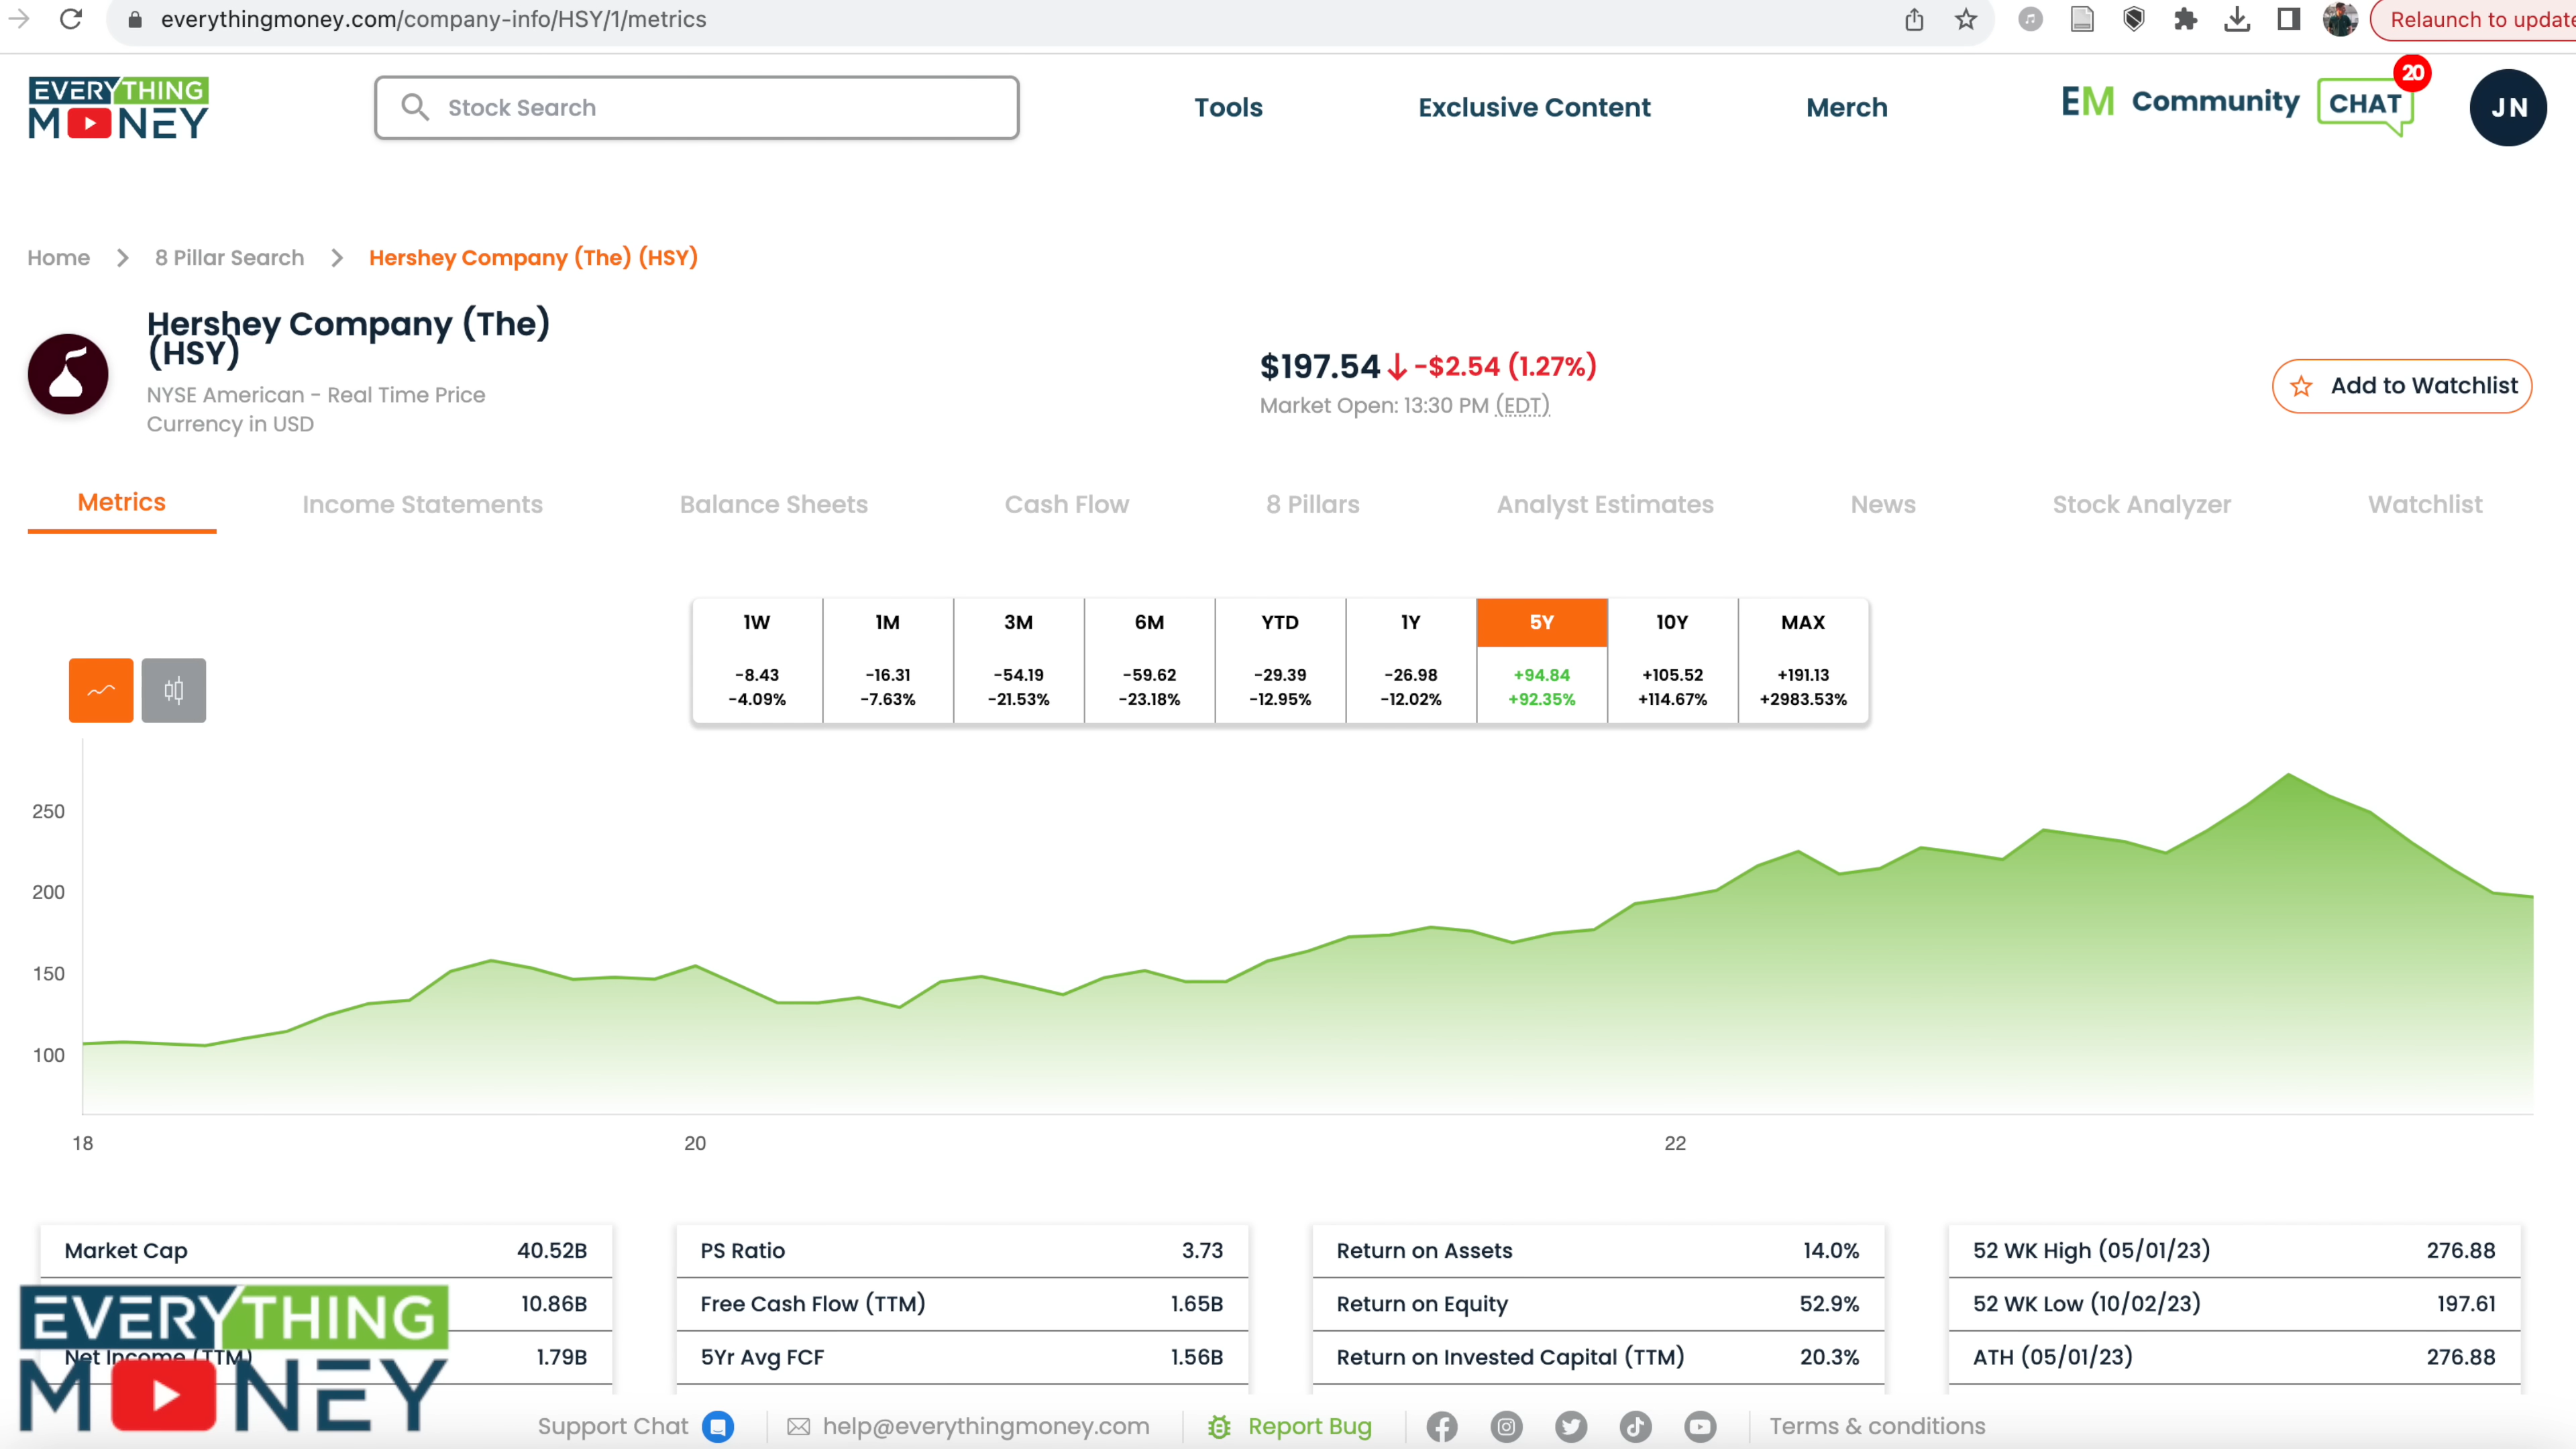 everythingmoney.com/company-info/HSY/1/metrics
Relaunch to update
EVERYTHING
MONEY
Stock Search
Tools
Exclusive Content
Merch
EM Community
CHAT
20
JN
Home
8 Pillar Search
Hershey Company (The) (HSY)
Hershey Company (The)
(HSY)
NYSE American - Real Time Price
Currency in USD
$197.54 -$2.54 (1.27%)
Market Open: 13:30 PM (EDT)
Add to Watchlist
Metrics
Income Statements
Balance Sheets
Cash Flow
8 Pillars
Analyst Estimates
News
Stock Analyzer
Watchlist
1W 1M 3M 6M YTD 1Y 5Y 10Y MAX
-8.43 -16.31 -54.19 -59.62 -29.39 -26.98 +94.84 +105.52 +191.13
-4.09% -7.63% -21.53% -23.18% -12.95% -12.02% +92.35% +114.67% +2983.53%
250
200
150
100
18 20 22
Market Cap 40.52B
10.86B
Net Income (TTM) 1.79B
PS Ratio 3.73
Free Cash Flow (TTM) 1.65B
5Yr Avg FCF 1.56B
Return on Assets 14.0%
Return on Equity 52.9%
Return on Invested Capital (TTM) 20.3%
52 WK High (05/01/23) 276.88
52 WK Low (10/02/23) 197.61
ATH (05/01/23) 276.88
EVERYTHING
MONEY
Support Chat
help@everythingmoney.com
Report Bug
Terms & conditions